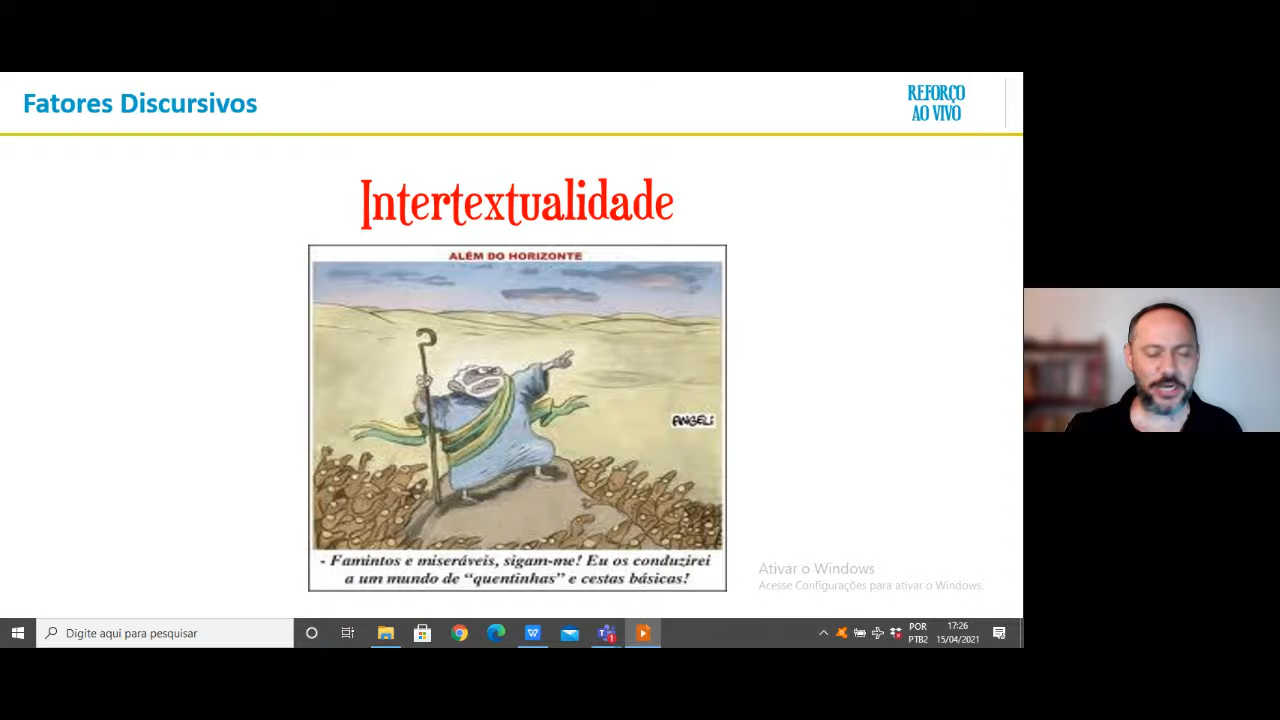 Fatores Discursivos
REFORÇO
AO VIVO
Intertextualidade
ALÉM DO HORIZONTE
ANGELI
- Famintos e miseráveis, sigam-me! Eu os conduzirei
a um mundo de “quentinhas” e cestas básicas!
Ativar o Windows
Acesse Configurações para ativar o Windows.
Digite aqui para pesquisar
W
1
POR
PTB2
17:26
15/04/2021